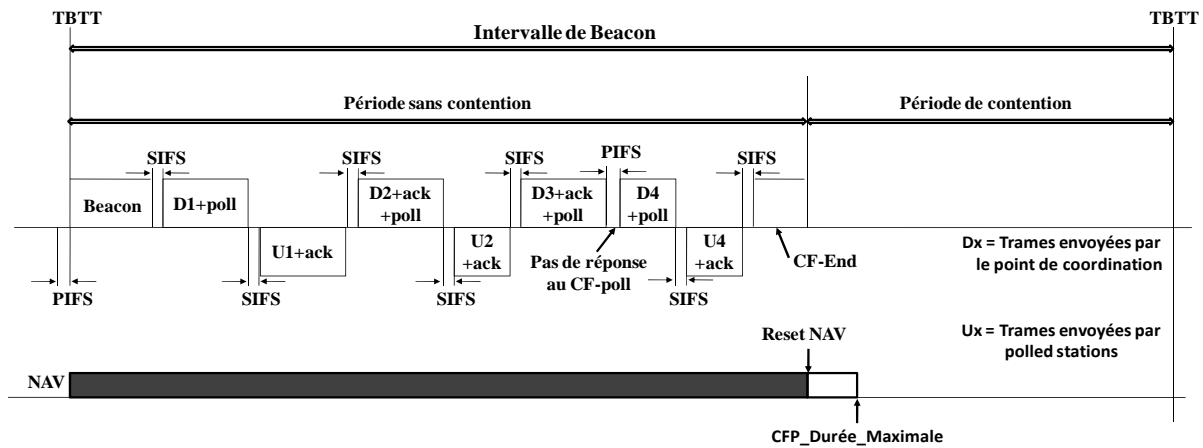 TBTT
TBTT
Intervalle de Beacon
Période sans contention
Période de contention
SIFS
SIFS
SIFS
PIFS
SIFS
Beacon
D1+poll
D2+ack
+poll
D3+ack
+poll
D4
+poll
U1+ack
U2
+ack
U4
+ack
Pas de réponse
au CF-poll
CF-End
Dx = Trames envoyées par
le point de coordination
PIFS
SIFS
SIFS
SIFS
Reset NAV
Ux = Trames envoyées par
polled stations
NAV
CFP_Durée_Maximale